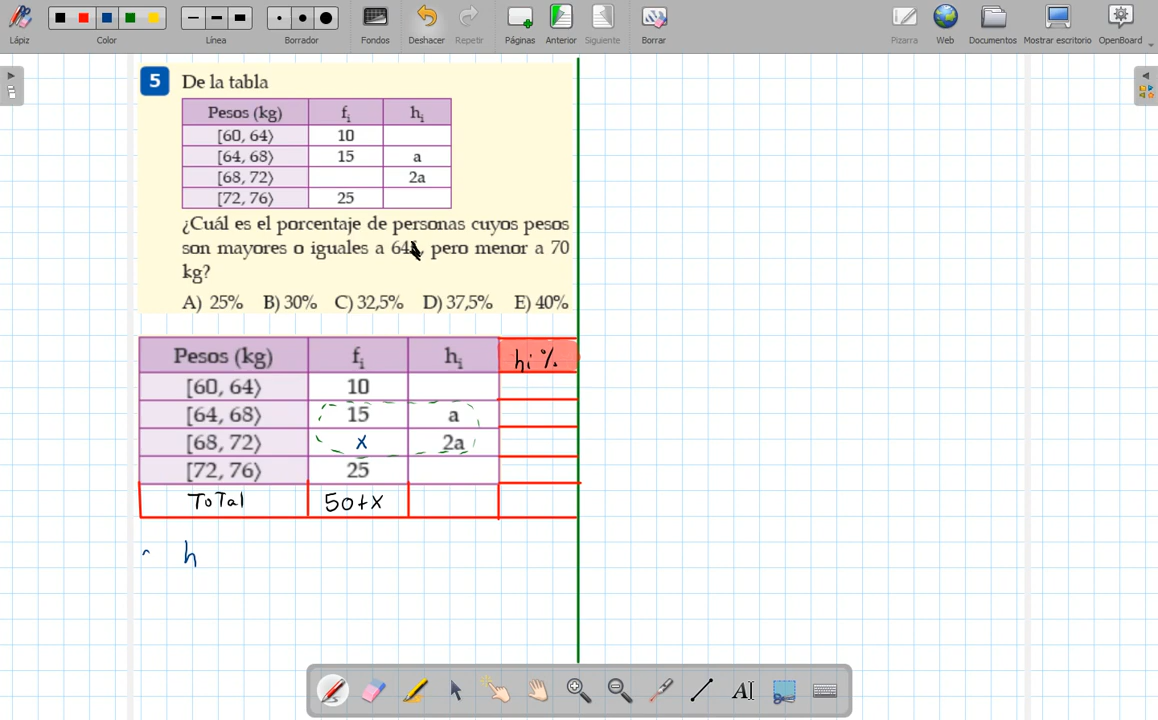 Lápiz Color Línea Borrador Fondos Deshacer Repetir Páginas Anterior Siguiente Borrar Pizarra Web Documentos Mostrar escritorio OpenBoard
5 De la tabla
Pesos (kg) fi hi
[60, 64⟩ 10
[64, 68⟩ 15 a
[68, 72⟩ 2a
[72, 76⟩ 25
¿Cuál es el porcentaje de personas cuyos pesos
son mayores o iguales a pero menor a 70
kg?
A) 25% B) 30% C) 32,5% D) 37,5% E) 40%
Pesos (kg) fi hi hi %
[60, 64⟩ 10
[64, 68⟩ 15 a
[68, 72⟩ x 2a
[72, 76⟩ 25
Total 50+x
h
AI